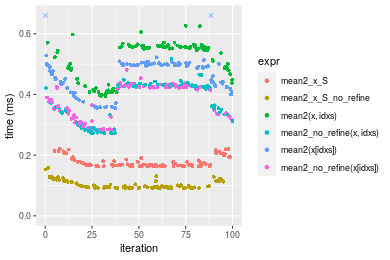 expr
mean2_x_S
mean2_x_S_no_refine
mean2(x, idxs)
mean2_no_refine(x, idxs)
mean2(x[idxs])
mean2_no_refine(x[idxs])
time (ms)
0.6
0.4
0.2
0.0
0
25
50
75
100
iteration